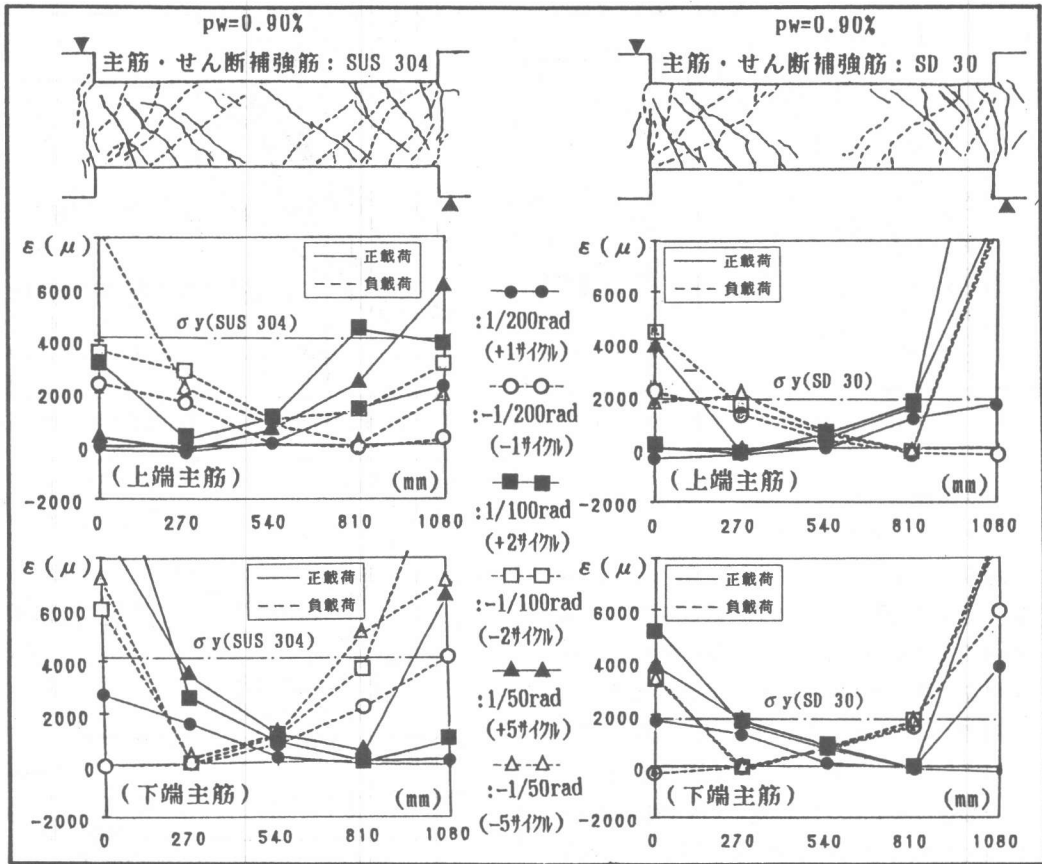 pw=0.90%
主筋・せん断補強筋：SUS 304
pw=0.90%
主筋・せん断補強筋：SD 30
ε(μ)
正載荷
負載荷
6000
σy(SUS 304)
4000
2000
0
(上端主筋)
(mm)
-2000
0 270 540 810 1080
ε(μ)
正載荷
負載荷
6000
σy(SUS 304)
4000
2000
0
(下端主筋)
(mm)
-2000
0 270 540 810 1080
:1/200rad
(+1サイクル)
:-1/200rad
(-1サイクル)
:1/100rad
(+2サイクル)
:-1/100rad
(-2サイクル)
:1/50rad
(+5サイクル)
:-1/50rad
(-5サイクル)
ε(μ)
正載荷
負載荷
6000
4000
σy(SD 30)
2000
0
(上端主筋)
(mm)
-2000
0 270 540 810 1080
ε(μ)
正載荷
負載荷
6000
4000
σy(SD 30)
2000
0
(下端主筋)
(mm)
-2000
0 270 540 810 1080